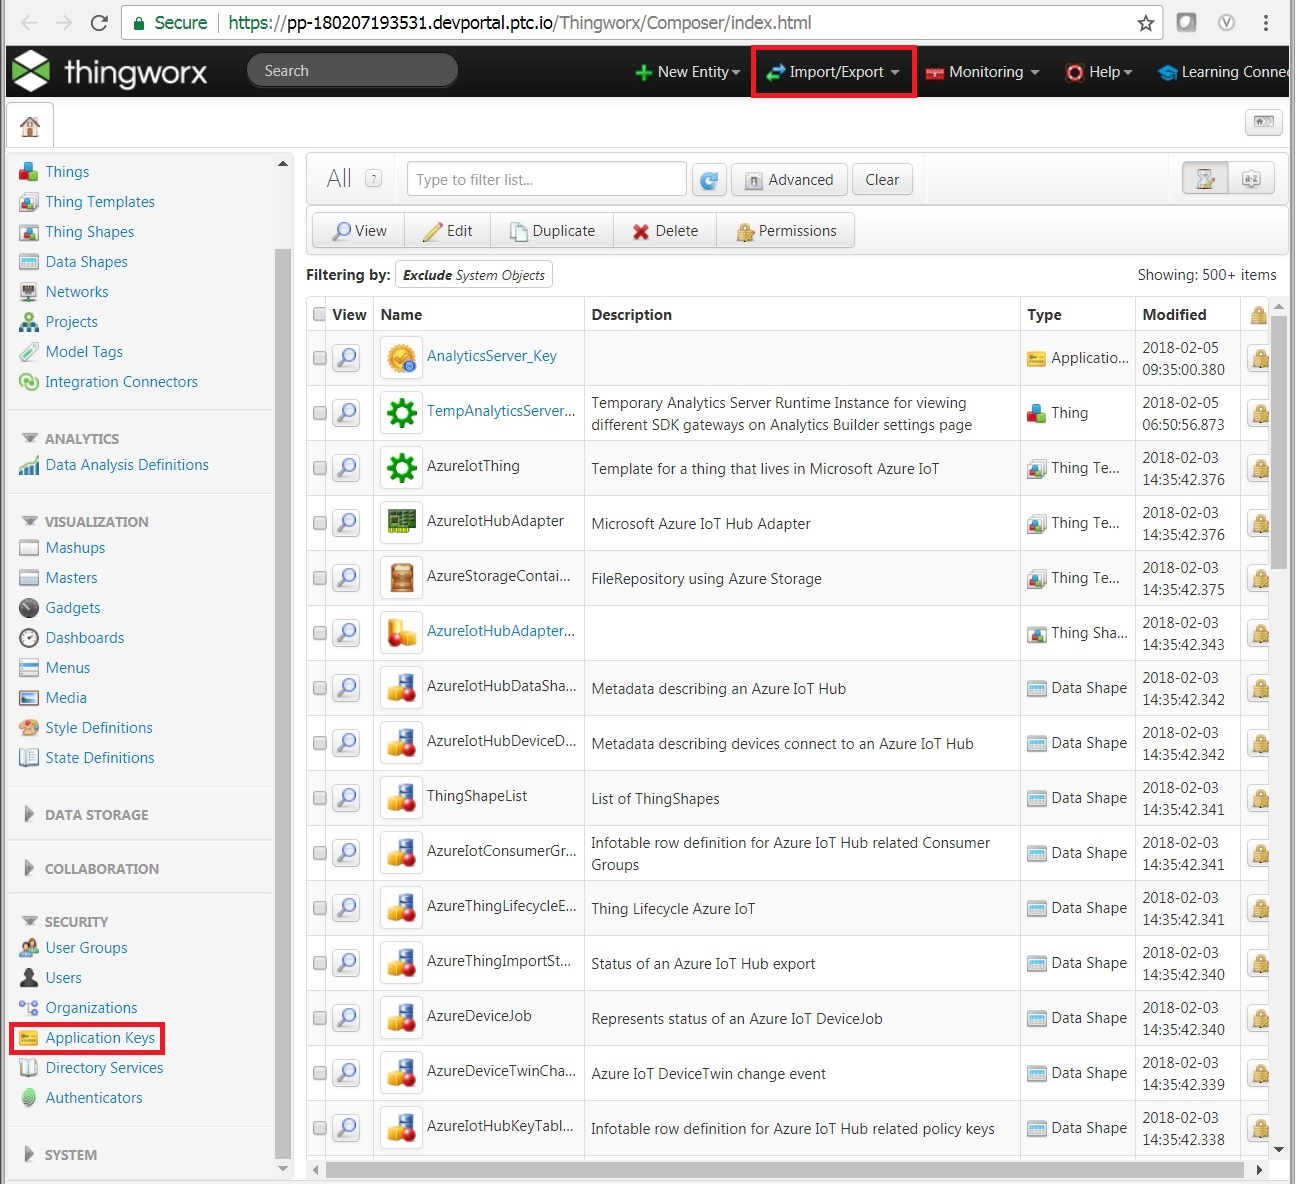 Secure https://pp-180207193531.devportal.ptc.io/Thingworx/Composer/index.html
thingworx Search New Entity Import/Export Monitoring Help Learning Connec
Things
Thing Templates
Thing Shapes
Data Shapes
Networks
Projects
Model Tags
Integration Connectors
ANALYTICS
Data Analysis Definitions
VISUALIZATION
Mashups
Masters
Gadgets
Dashboards
Menus
Media
Style Definitions
State Definitions
DATA STORAGE
COLLABORATION
SECURITY
User Groups
Users
Organizations
Application Keys
Directory Services
Authenticators
SYSTEM
All ? Type to filter list... Advanced Clear a-z
View Edit Duplicate Delete Permissions
Filtering by: Exclude System Objects Showing: 500+ items
View Name Description Type Modified
AnalyticsServer_Key Applicatio... 2018-02-05
09:35:00.380
TempAnalyticsServer... Temporary Analytics Server Runtime Instance for viewing Thing 2018-02-05
different SDK gateways on Analytics Builder settings page 06:50:56.873
AzureIotThing Template for a thing that lives in Microsoft Azure IoT Thing Te... 2018-02-03
14:35:42.376
AzureIotHubAdapter Microsoft Azure IoT Hub Adapter Thing Te... 2018-02-03
14:35:42.376
AzureStorageContai... FileRepository using Azure Storage Thing Te... 2018-02-03
14:35:42.375
AzureIotHubAdapter... Thing Sha... 2018-02-03
14:35:42.343
AzureIotHubDataSha... Metadata describing an Azure IoT Hub Data Shape 2018-02-03
14:35:42.342
AzureIotHubDeviceD... Metadata describing devices connect to an Azure IoT Hub Data Shape 2018-02-03
14:35:42.342
ThingShapeList List of ThingShapes Data Shape 2018-02-03
14:35:42.341
AzureIotConsumerGr... Infotable row definition for Azure IoT Hub related Consumer Data Shape 2018-02-03
Groups 14:35:42.341
AzureThingLifecycleE... Thing Lifecycle Azure IoT Data Shape 2018-02-03
14:35:42.341
AzureThingImportSt... Status of an Azure IoT Hub export Data Shape 2018-02-03
14:35:42.340
AzureDeviceJob Represents status of an Azure IoT DeviceJob Data Shape 2018-02-03
14:35:42.340
AzureDeviceTwinCha... Azure IoT DeviceTwin change event Data Shape 2018-02-03
14:35:42.339
AzureIotHubKeyTabl... Infotable row definition for Azure IoT Hub related policy keys Data Shape 2018-02-03
14:35:42.338